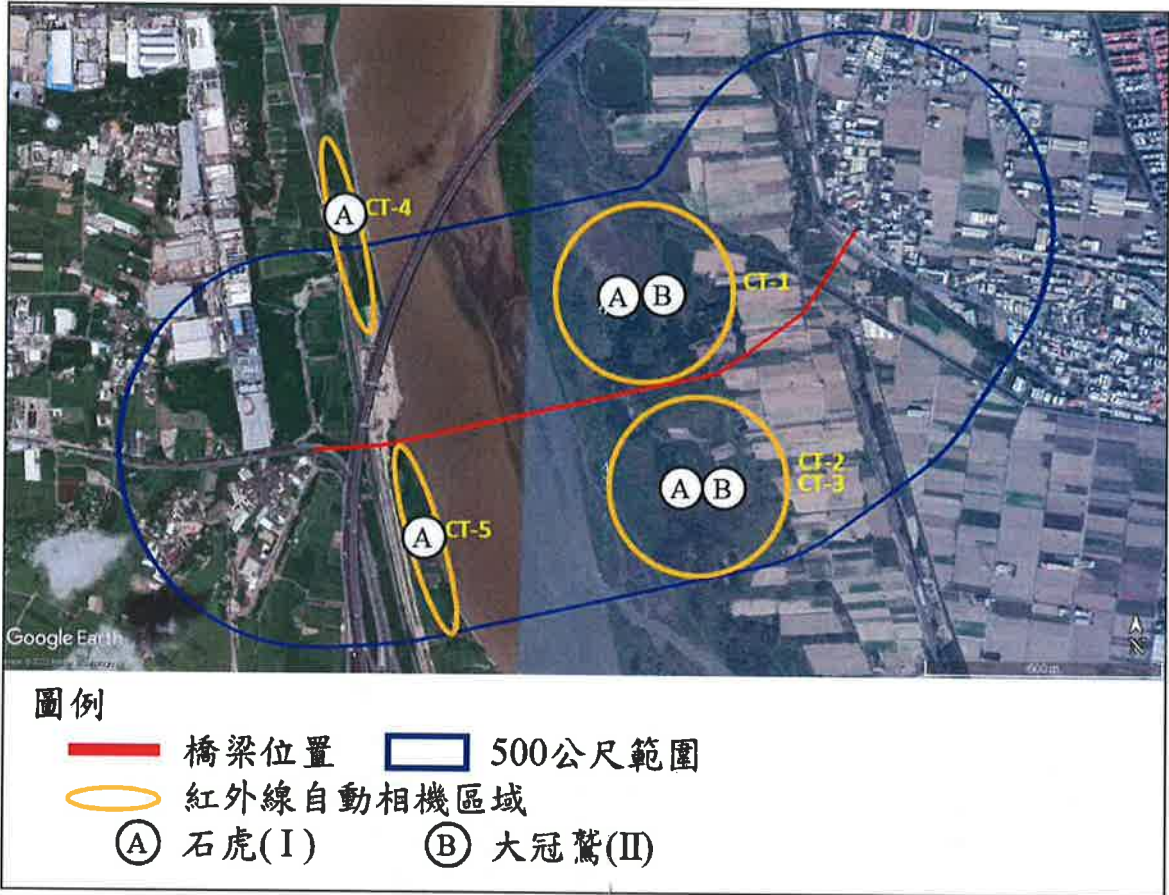 A CT-4
A B CT-1
CT-2
A B CT-3
A CT-5
Google Earth
600 m
N
圖例
橋梁位置 500公尺範圍
紅外線自動相機區域
A 石虎(I) B 大冠鷲(II)